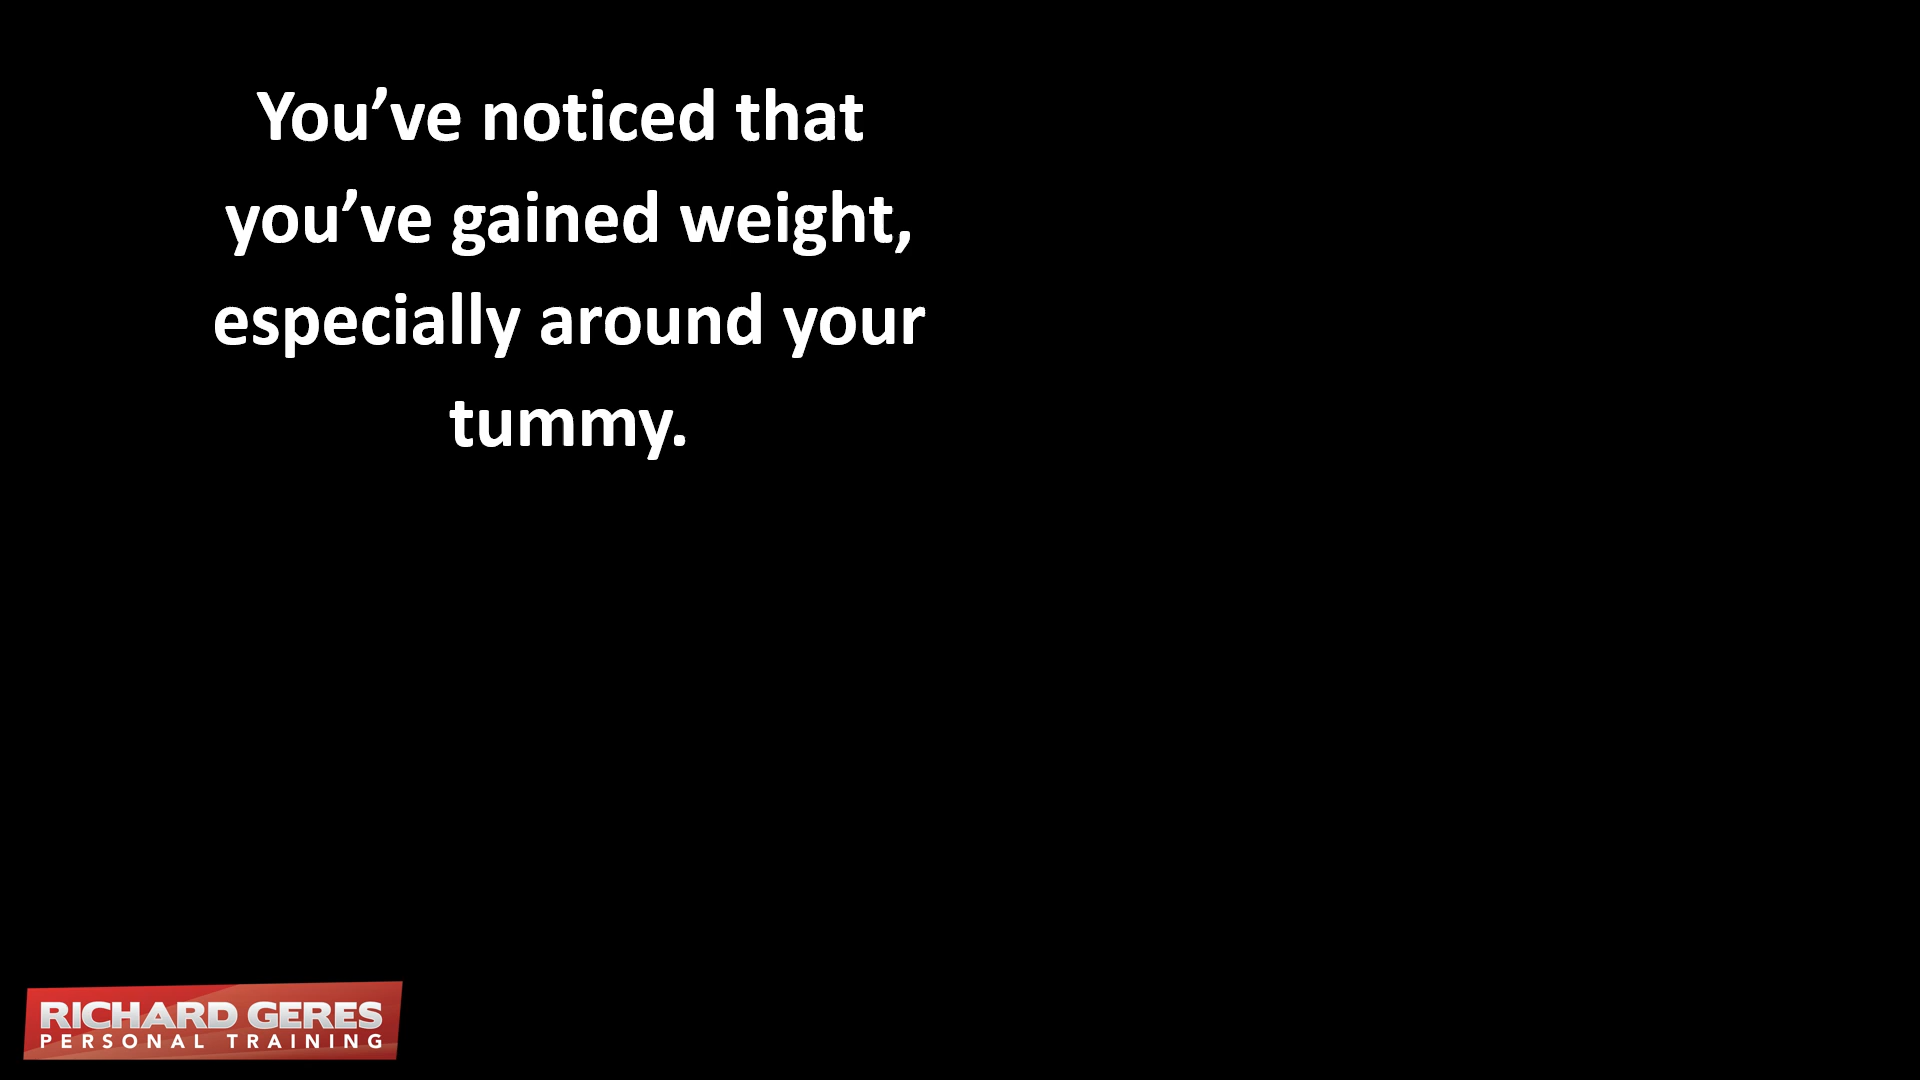 You’ve noticed that
you’ve gained weight,
especially around your
tummy.
RICHARD GERES
PERSONAL TRAINING